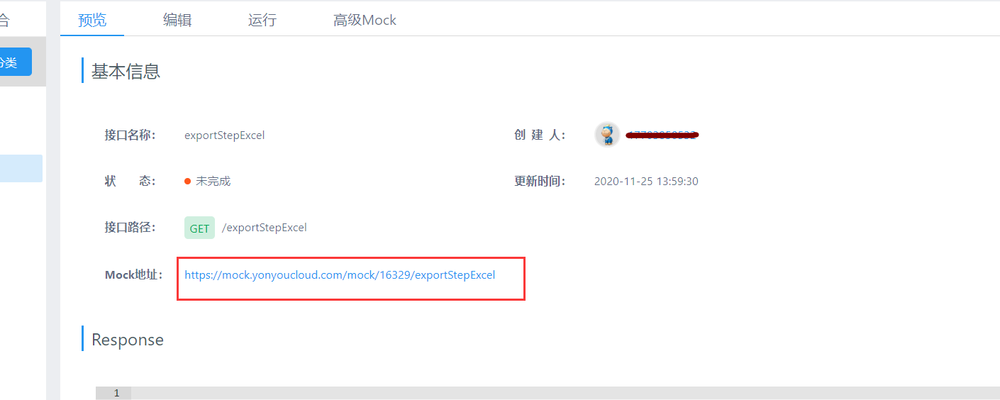 合
预览 编辑 运行 高级Mock
分类
基本信息
接口名称： exportStepExcel 创 建 人：
状 态： 未完成 更新时间： 2020-11-25 13:59:30
接口路径： GET /exportStepExcel
Mock地址： https://mock.yonyoucloud.com/mock/16329/exportStepExcel
Response
1